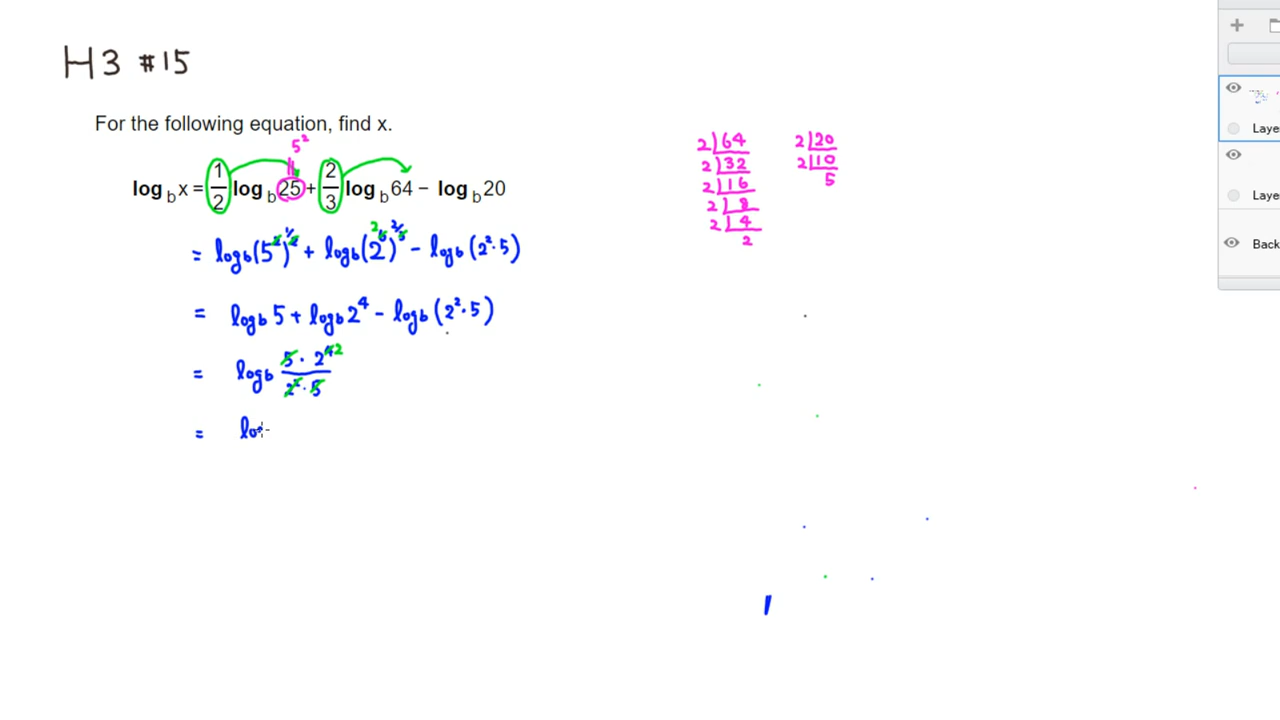 H3 #15
For the following equation, find x.
5²
log_b x = 1/2 log_b 25 + 2/3 log_b 64 − log_b 20
= log_b (5²)^(1/2) + log_b (2⁶)^(2/3) − log_b (2²·5)
2
= log_b 5 + log_b 2⁴ − log_b (2²·5)
= log_b (5·2⁴)/(2²·5)
2
= lo
2 | 64
2 | 32
2 | 16
2 | 8
2 | 4
2
2 | 20
2 | 10
5
Laye
Laye
Back